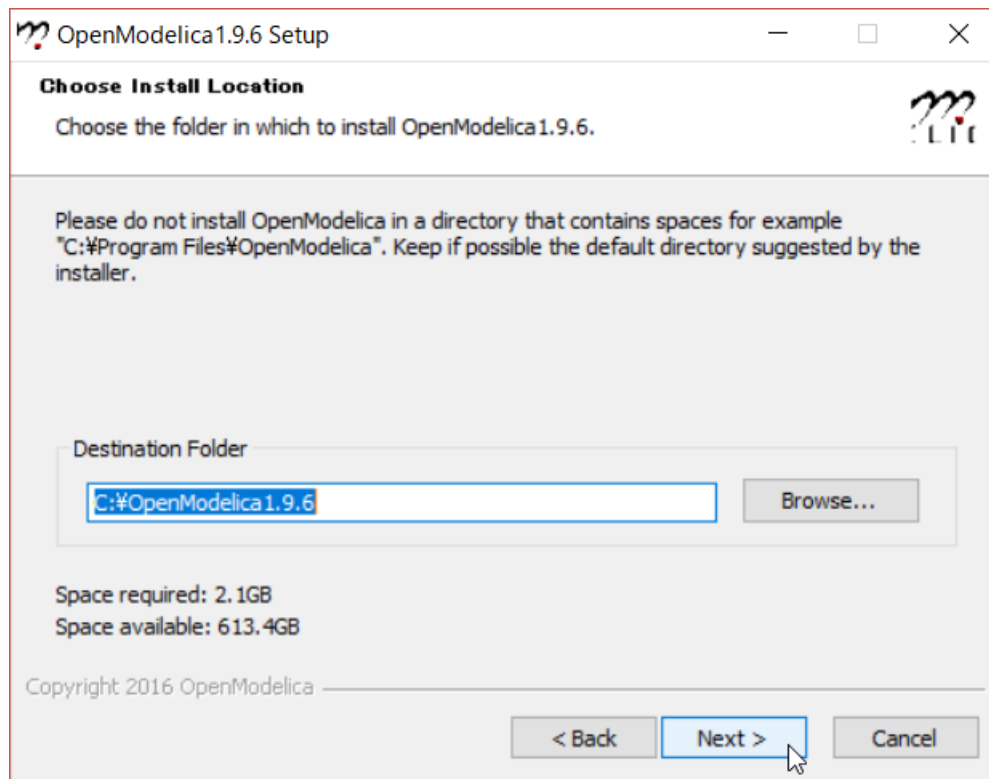 OpenModelica1.9.6 Setup
Choose Install Location
Choose the folder in which to install OpenModelica1.9.6.
Please do not install OpenModelica in a directory that contains spaces for example
"C:¥Program Files¥OpenModelica". Keep if possible the default directory suggested by the
installer.
Destination Folder
C:¥OpenModelica1.9.6
Browse...
Space required: 2.1GB
Space available: 613.4GB
Copyright 2016 OpenModelica
< Back
Next >
Cancel